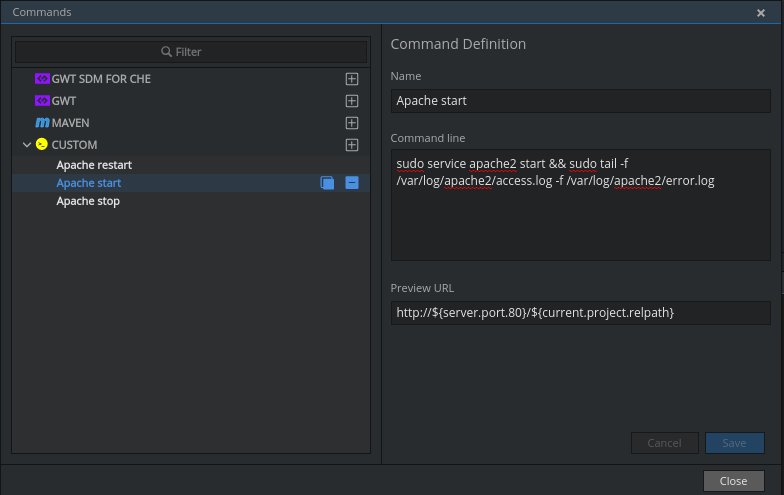 Commands
Filter
GWT SDM FOR CHE
GWT
MAVEN
CUSTOM
Apache restart
Apache start
Apache stop
Command Definition
Name
Apache start
Command line
sudo service apache2 start && sudo tail -f
/var/log/apache2/access.log -f /var/log/apache2/error.log
Preview URL
http://${server.port.80}/${current.project.relpath}
Cancel
Save
Close